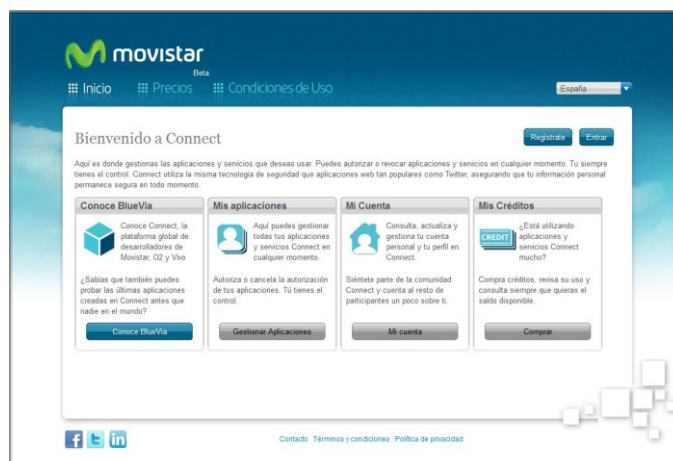 movistar
Beta
Inicio Precios Condiciones de Uso España
Bienvenido a Connect Regístrate Entrar
Aquí es donde gestionas las aplicaciones y servicios que deseas usar. Puedes autorizar o revocar aplicaciones y servicios en cualquier momento. Tu siempre
tienes el control. Connect utiliza la misma tecnología de seguridad que aplicaciones web tan populares como Twitter, asegurando que tu información personal
permanece segura en todo momento.
Conoce BlueVia
Conoce Connect, la
plataforma global de
desarrolladores de
Movistar, O2 y Vivo
¿Sabías que también puedes
probar las últimas aplicaciones
creadas en Connect antes que
nadie en el mundo?
Conoce BlueVia
Mis aplicaciones
Aquí puedes gestionar
todas tus aplicaciones
y servicios Connect en
cualquier momento.
Autoriza o cancela la autorización
de tus aplicaciones. Tú tienes el
control.
Gestionar Aplicaciones
Mi Cuenta
Consulta, actualiza y
gestiona tu cuenta
personal y tu perfil en
Connect.
Siéntete parte de la comunidad
Connect y cuenta al resto de
participantes un poco sobre ti.
Mi cuenta
Mis Créditos
CREDIT
¿Está utilizando
aplicaciones y
servicios Connect
mucho?
Compra créditos, revisa su uso y
consulta siempre que quieras el
saldo disponible.
Comprar
Contacto Términos y condiciones Política de privacidad